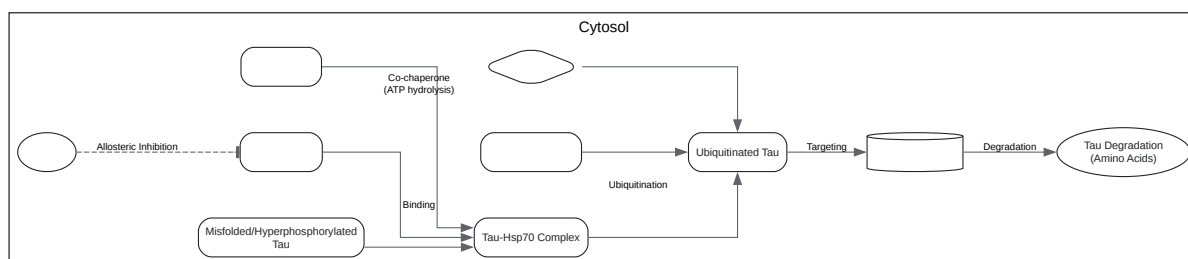 Cytosol
Co-chaperone
(ATP hydrolysis)
Allosteric Inhibition
Ubiquitinated Tau
Targeting
Degradation
Tau Degradation
(Amino Acids)
Ubiquitination
Binding
Misfolded/Hyperphosphorylated
Tau
Tau-Hsp70 Complex